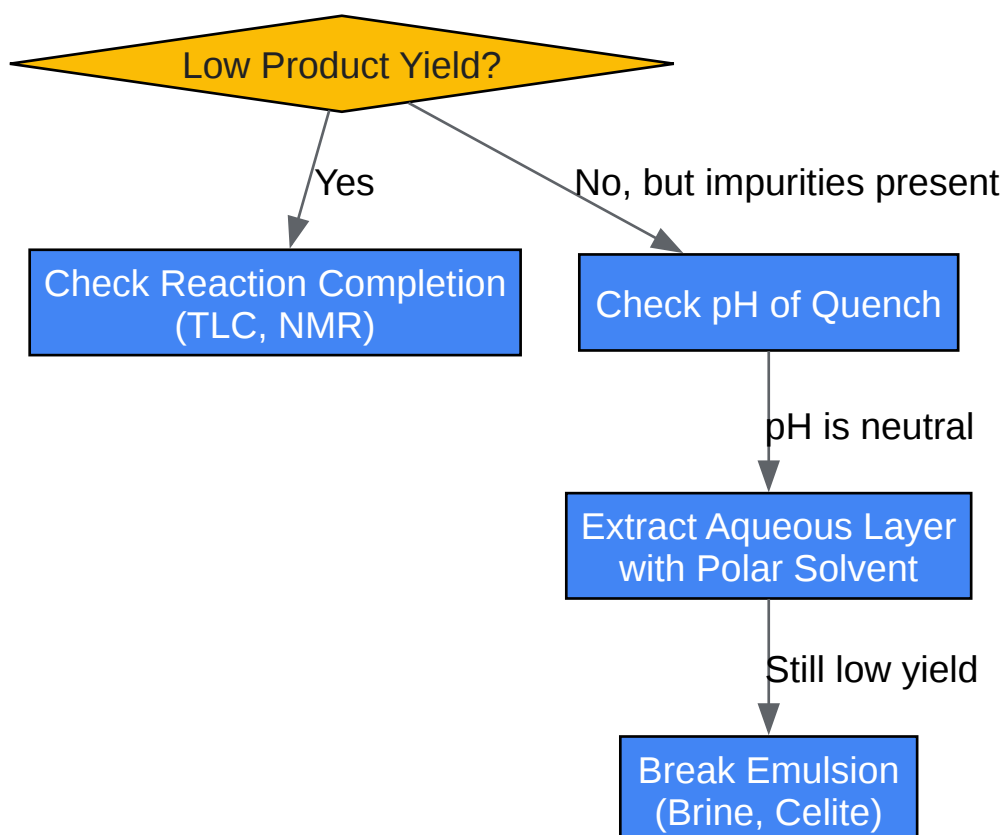 Low Product Yield?
Yes
No, but impurities present
Check Reaction Completion
(TLC, NMR)
Check pH of Quench
pH is neutral
Extract Aqueous Layer
with Polar Solvent
Still low yield
Break Emulsion
(Brine, Celite)